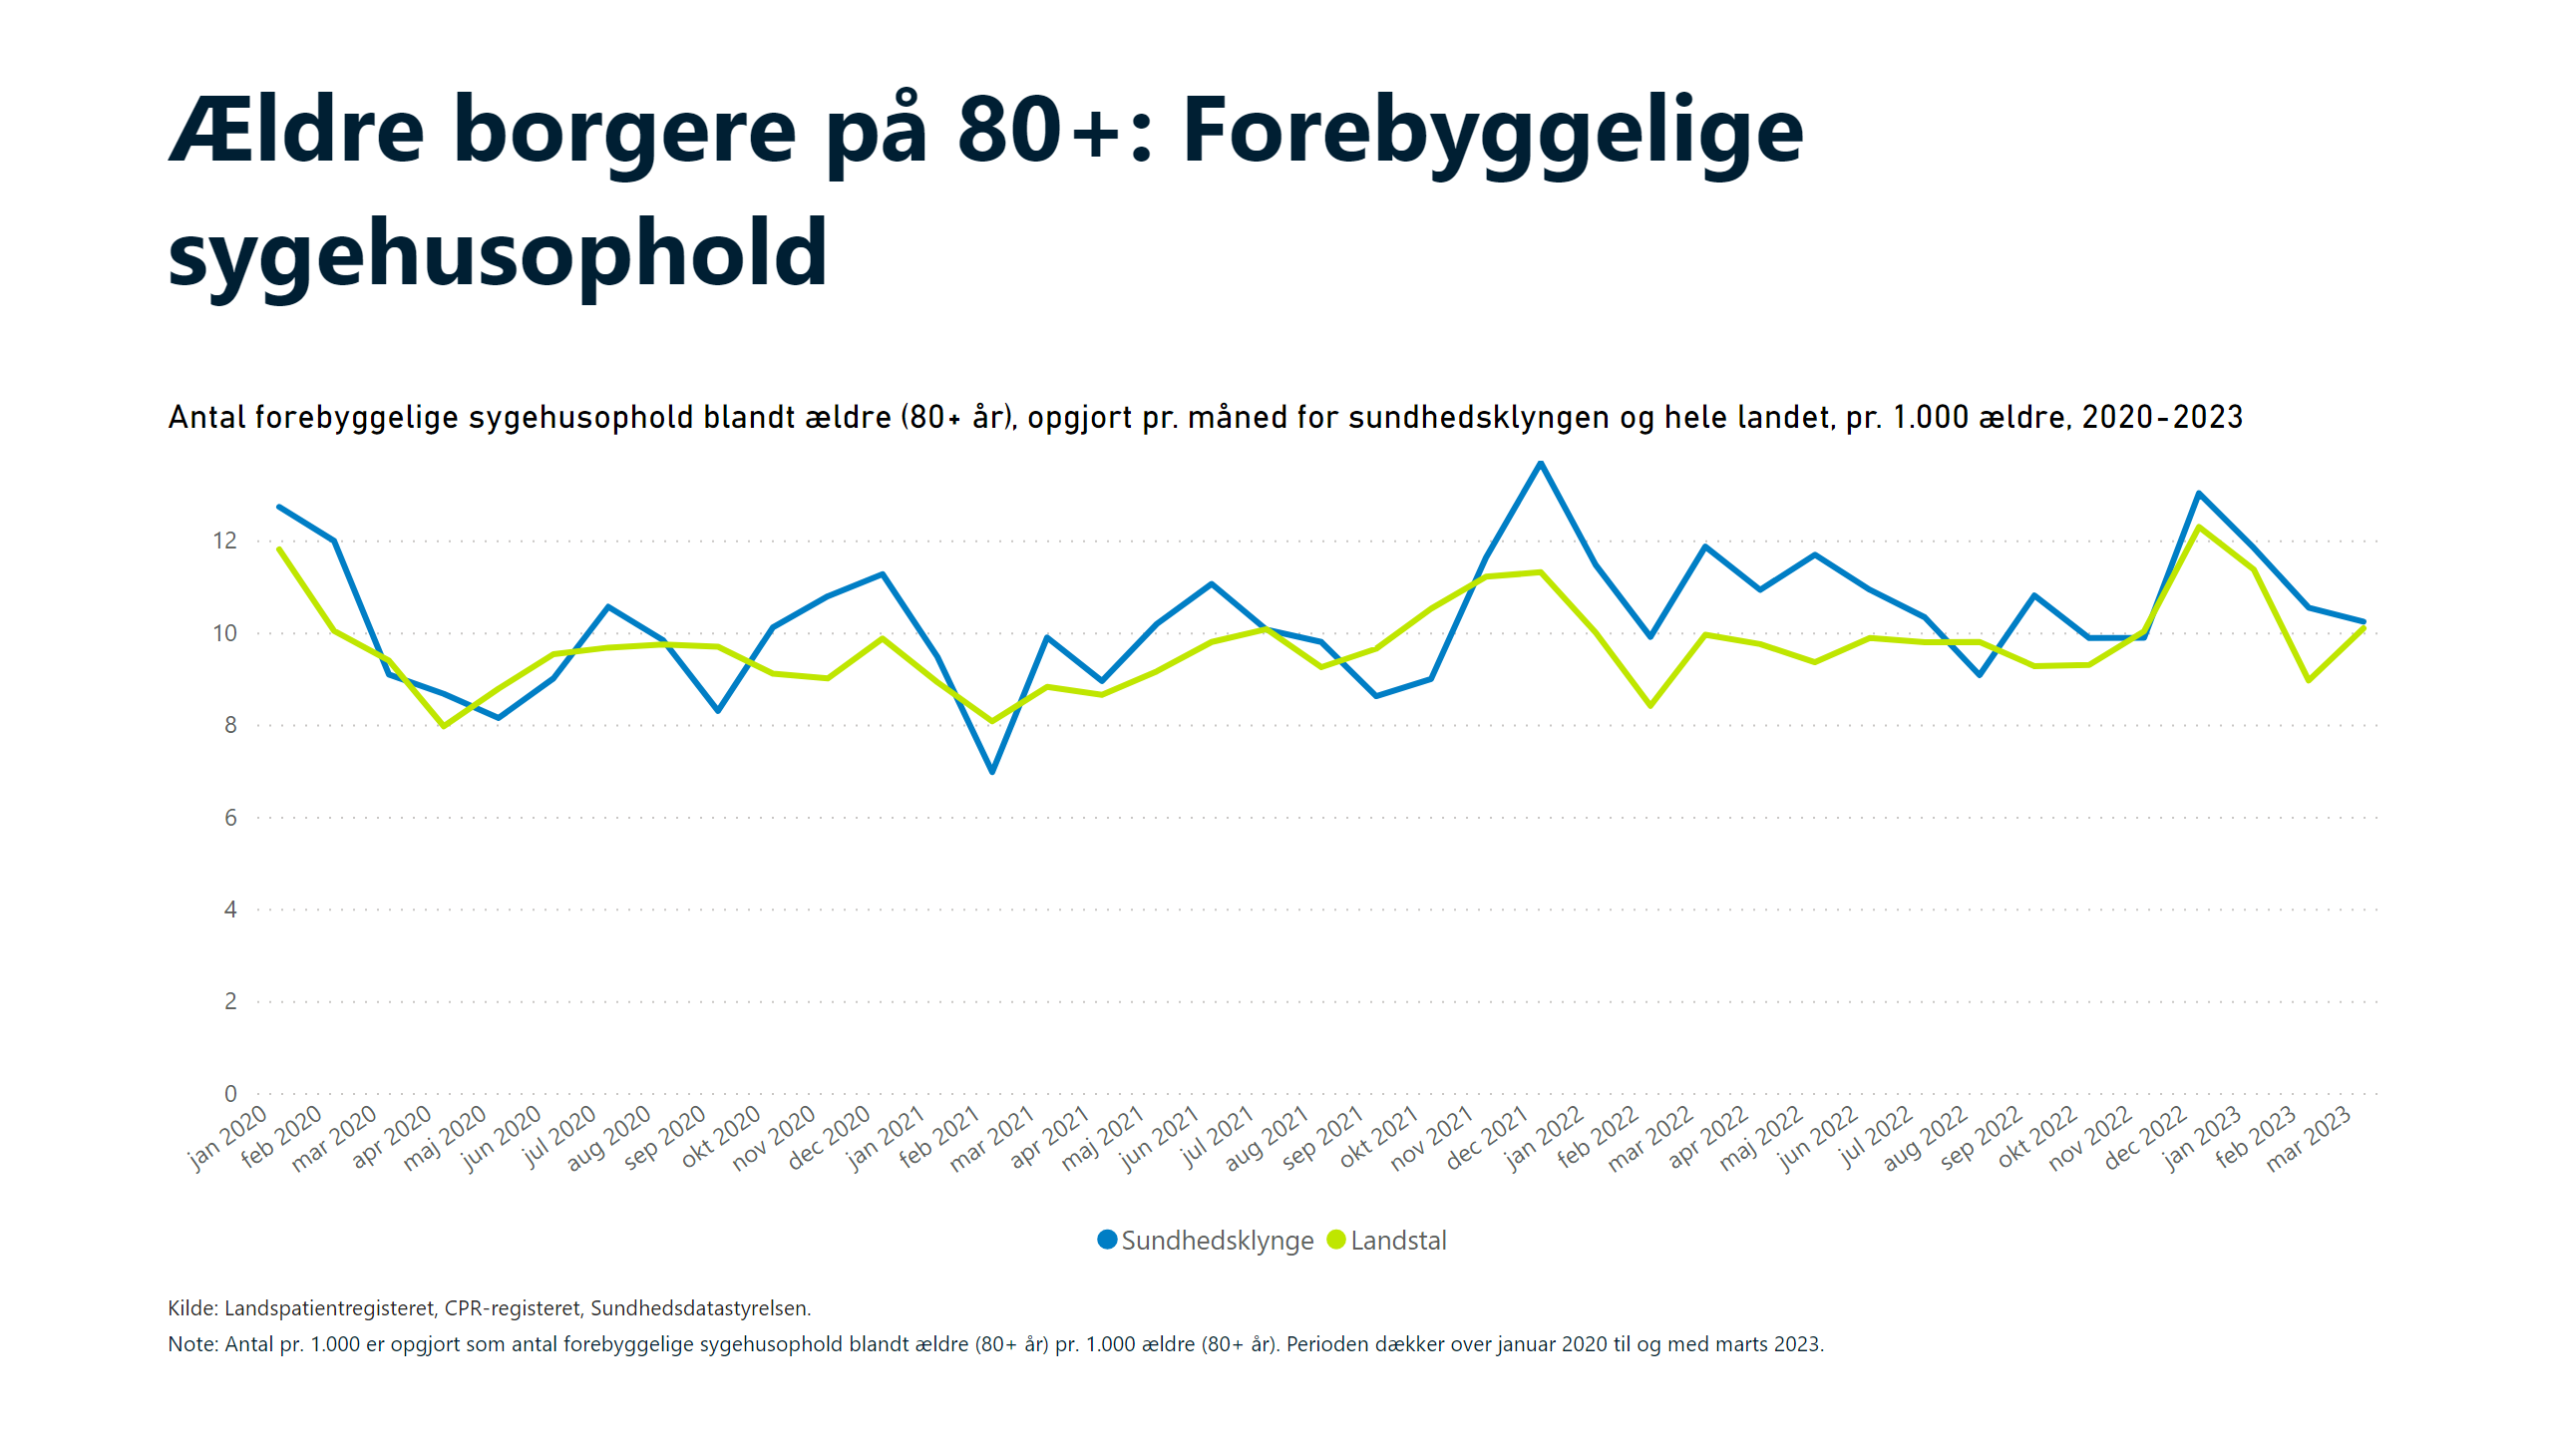 Ældre borgere på 80+: Forebyggelige
sygehusophold
Antal forebyggelige sygehusophold blandt ældre (80+ år), opgjort pr. måned for sundhedsklyngen og hele landet, pr. 1.000 ældre, 2020-2023
12
10
8
6
4
2
0
jan 2020
feb 2020
mar 2020
apr 2020
maj 2020
jun 2020
jul 2020
aug 2020
sep 2020
okt 2020
nov 2020
dec 2020
jan 2021
feb 2021
mar 2021
apr 2021
maj 2021
jun 2021
jul 2021
aug 2021
sep 2021
okt 2021
nov 2021
dec 2021
jan 2022
feb 2022
mar 2022
apr 2022
maj 2022
jun 2022
jul 2022
aug 2022
sep 2022
okt 2022
nov 2022
dec 2022
jan 2023
feb 2023
mar 2023
Sundhedsklynge Landstal
Kilde: Landspatientregisteret, CPR-registeret, Sundhedsdatastyrelsen.
Note: Antal pr. 1.000 er opgjort som antal forebyggelige sygehusophold blandt ældre (80+ år) pr. 1.000 ældre (80+ år). Perioden dækker over januar 2020 til og med marts 2023.